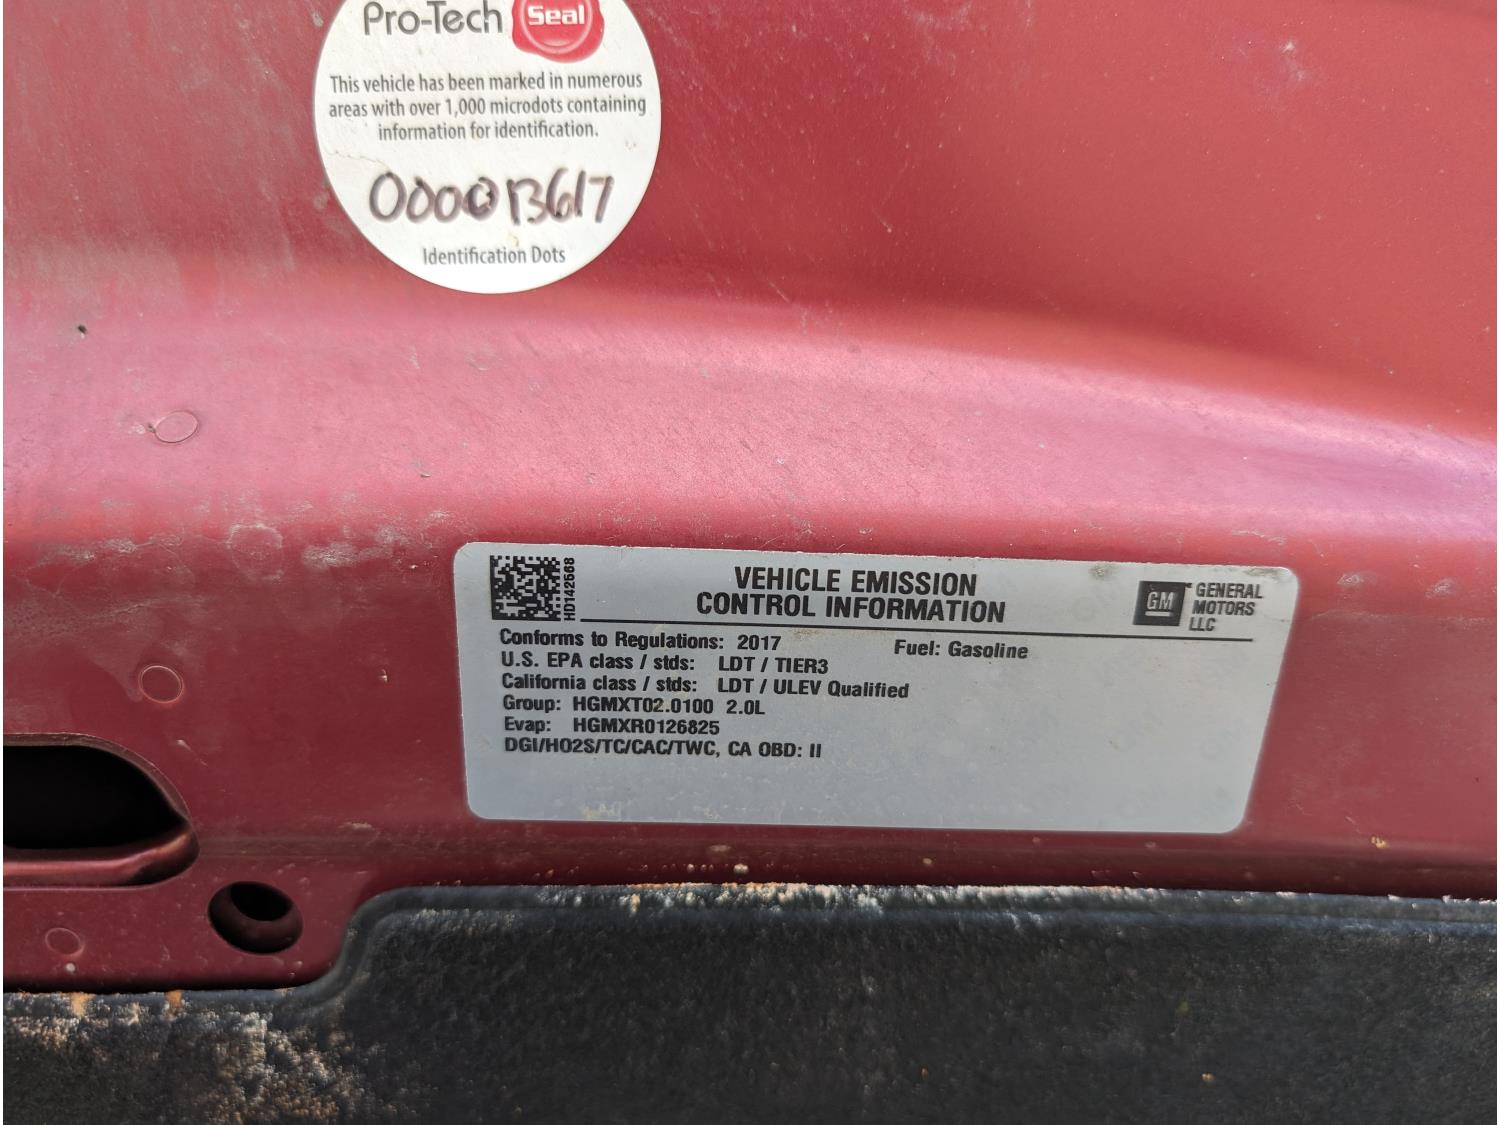 Pro-Tech Seal
This vehicle has been marked in numerous
areas with over 1,000 microdots containing
information for identification.
000013617
Identification Dots
HD142568
VEHICLE EMISSION
CONTROL INFORMATION
GM
GENERAL
MOTORS
LLC
Conforms to Regulations: 2017 Fuel: Gasoline
U.S. EPA class / stds: LDT / TIER3
California class / stds: LDT / ULEV Qualified
Group: HGMXT02.0100 2.0L
Evap: HGMXR0126825
DGI/HO2S/TC/CAC/TWC, CA OBD: II